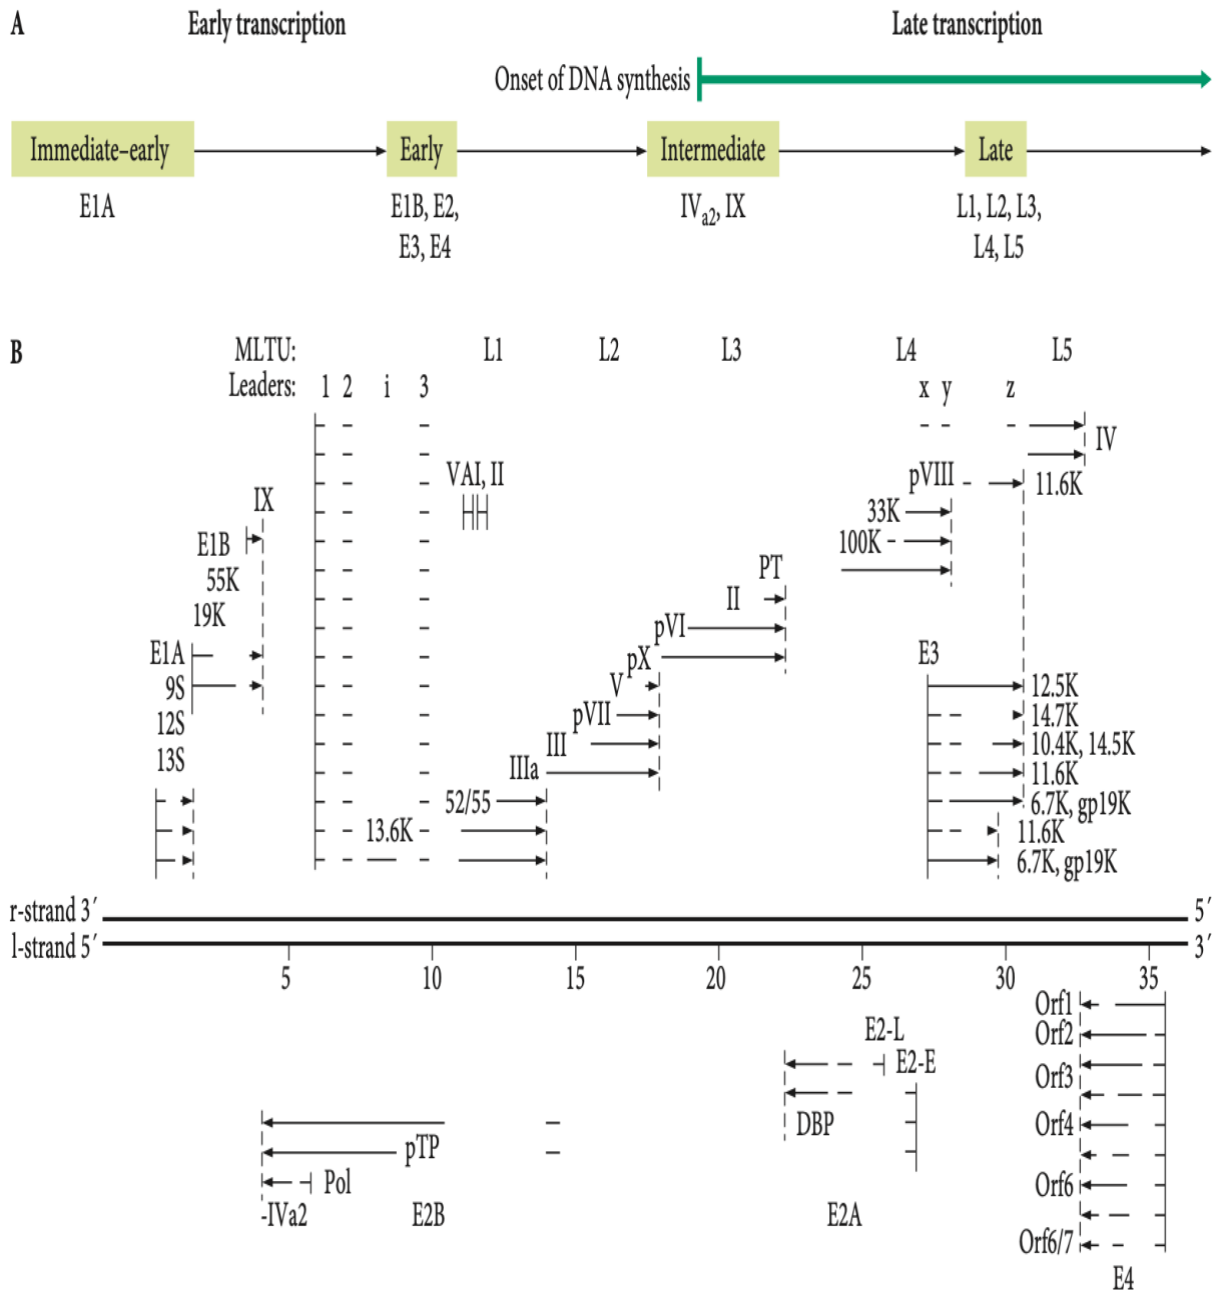 A Early transcription Late transcription
Onset of DNA synthesis
Immediate–early Early Intermediate Late
E1A E1B, E2, IVa2, IX L1, L2, L3,
E3, E4 L4, L5
B MLTU: L1 L2 L3 L4 L5
Leaders: 1 2 i 3 x y z
IV
VAI, II pVIII 11.6K
IX 33K
E1B 100K
55K PT
19K II
E1A pVI E3
9S pX 12.5K
12S V 14.7K
13S pVII 10.4K, 14.5K
III 11.6K
IIIa 6.7K, gp19K
52/55 11.6K
13.6K 6.7K, gp19K
r-strand 3′ 5′
l-strand 5′ 3′
5 10 15 20 25 30 35
Orf1
E2-L Orf2
E2-E Orf3
DBP Orf4
pTP
Pol Orf6
-IVa2 E2B E2A
Orf6/7
E4